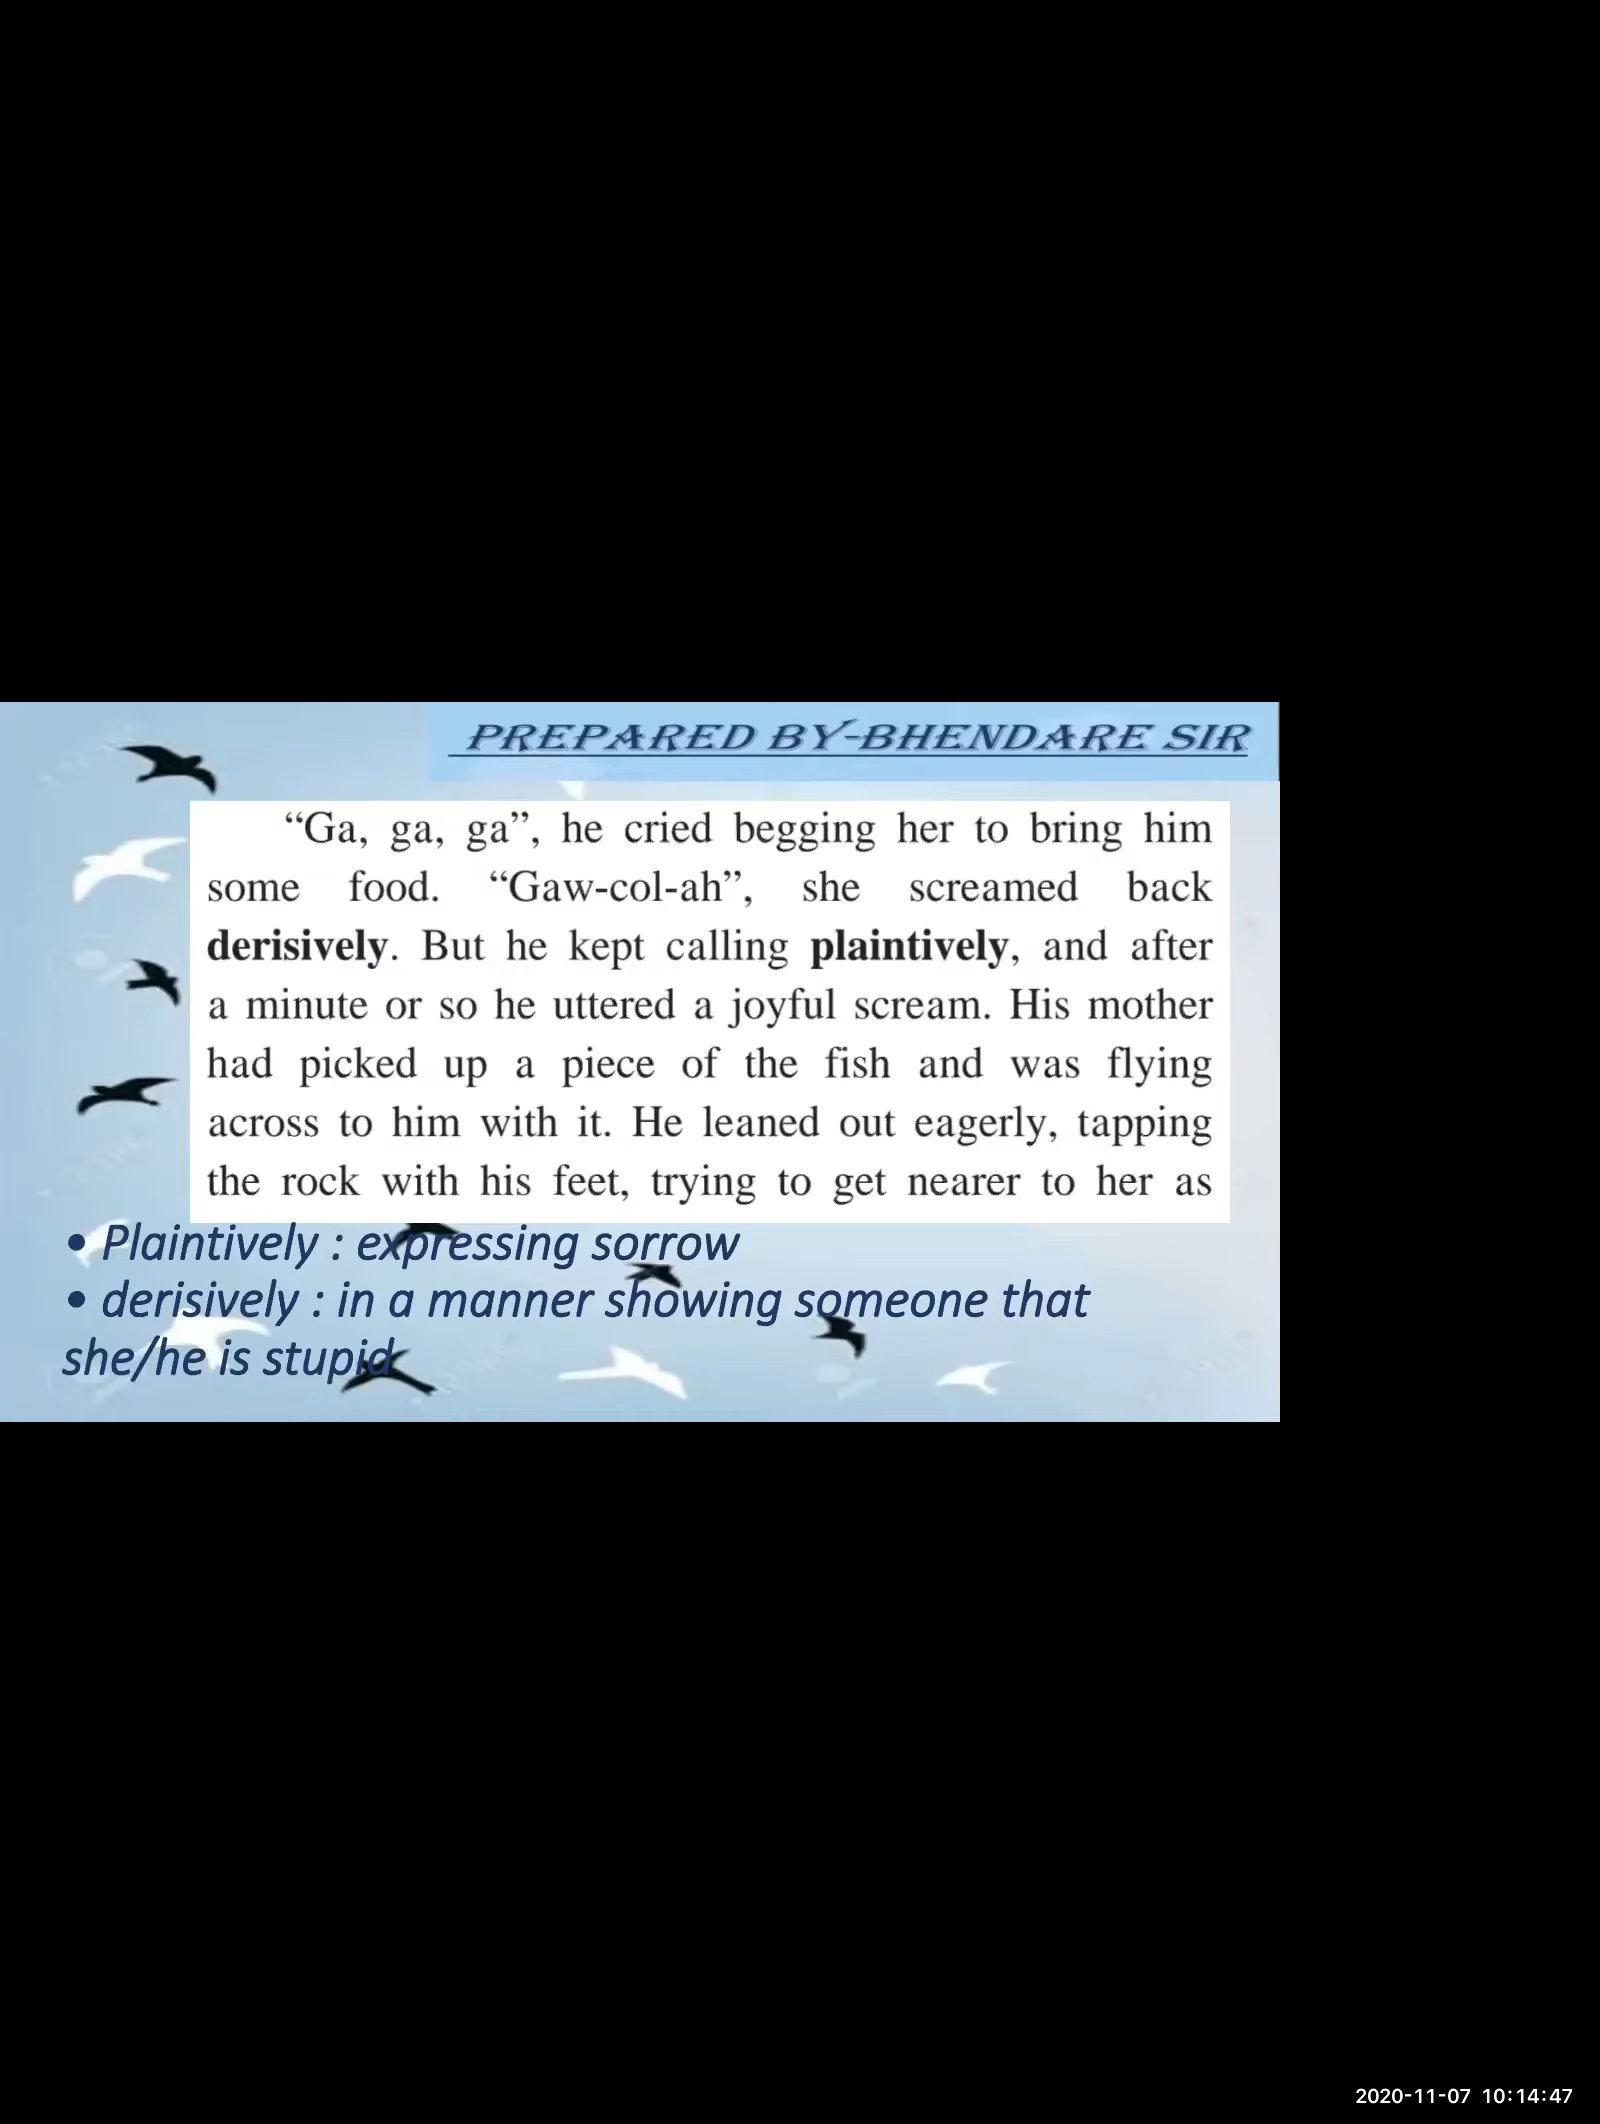 PREPARED BY-BHENDARE SIR
“Ga, ga, ga”, he cried begging her to bring him
some food. “Gaw-col-ah”, she screamed back
derisively. But he kept calling plaintively, and after
a minute or so he uttered a joyful scream. His mother
had picked up a piece of the fish and was flying
across to him with it. He leaned out eagerly, tapping
the rock with his feet, trying to get nearer to her as
• Plaintively : expressing sorrow
• derisively : in a manner showing someone that
she/he is stupid
2020-11-07 10:14:47